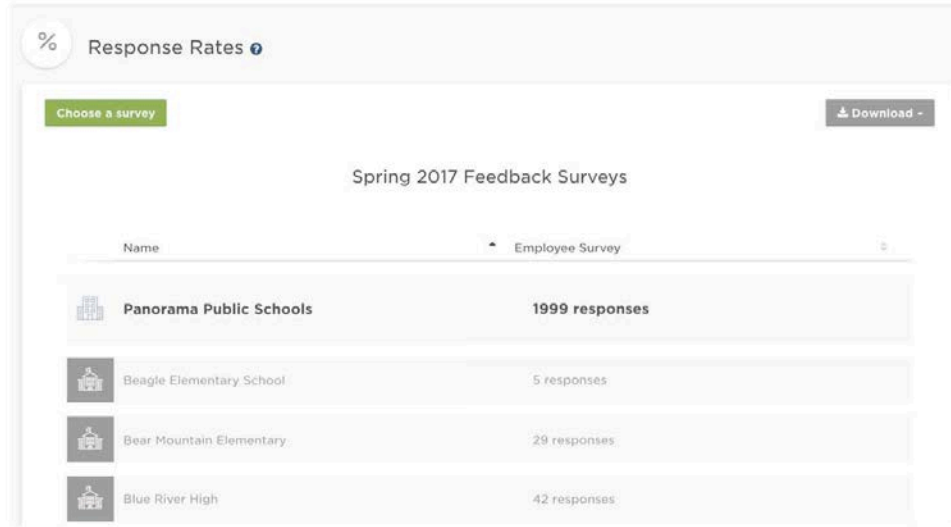 %
Response Rates ?
Choose a survey
Download
Spring 2017 Feedback Surveys
Name Employee Survey
Panorama Public Schools 1999 responses
Beagle Elementary School 5 responses
Bear Mountain Elementary 29 responses
Blue River High 42 responses